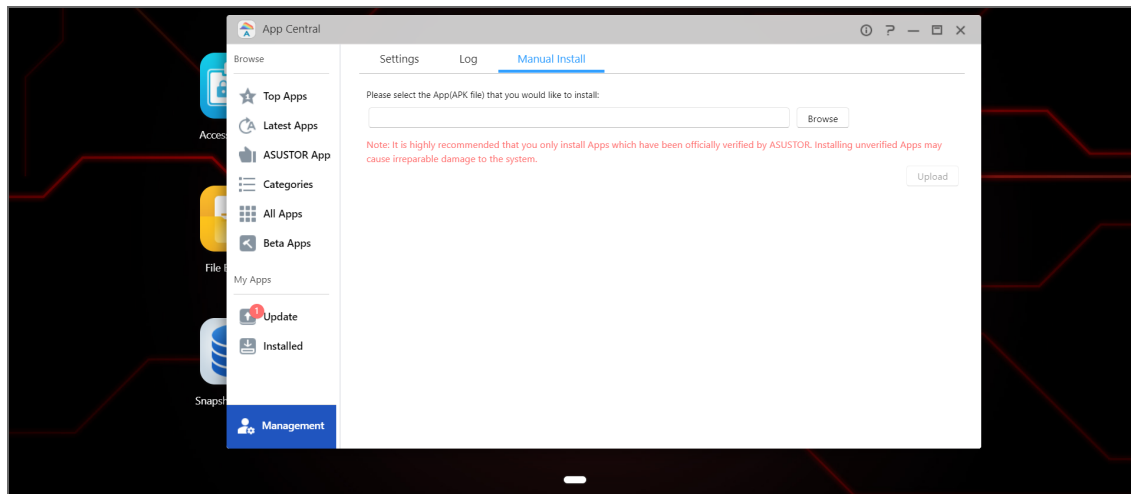 App Central
Browse
Top Apps
Latest Apps
ASUSTOR App
Categories
All Apps
Beta Apps
My Apps
1
Update
Installed
Management
Settings Log Manual Install
Please select the App(APK file) that you would like to install:
Browse
Note: It is highly recommended that you only install Apps which have been officially verified by ASUSTOR. Installing unverified Apps may
cause irreparable damage to the system.
Upload
Acces
File
Snaps